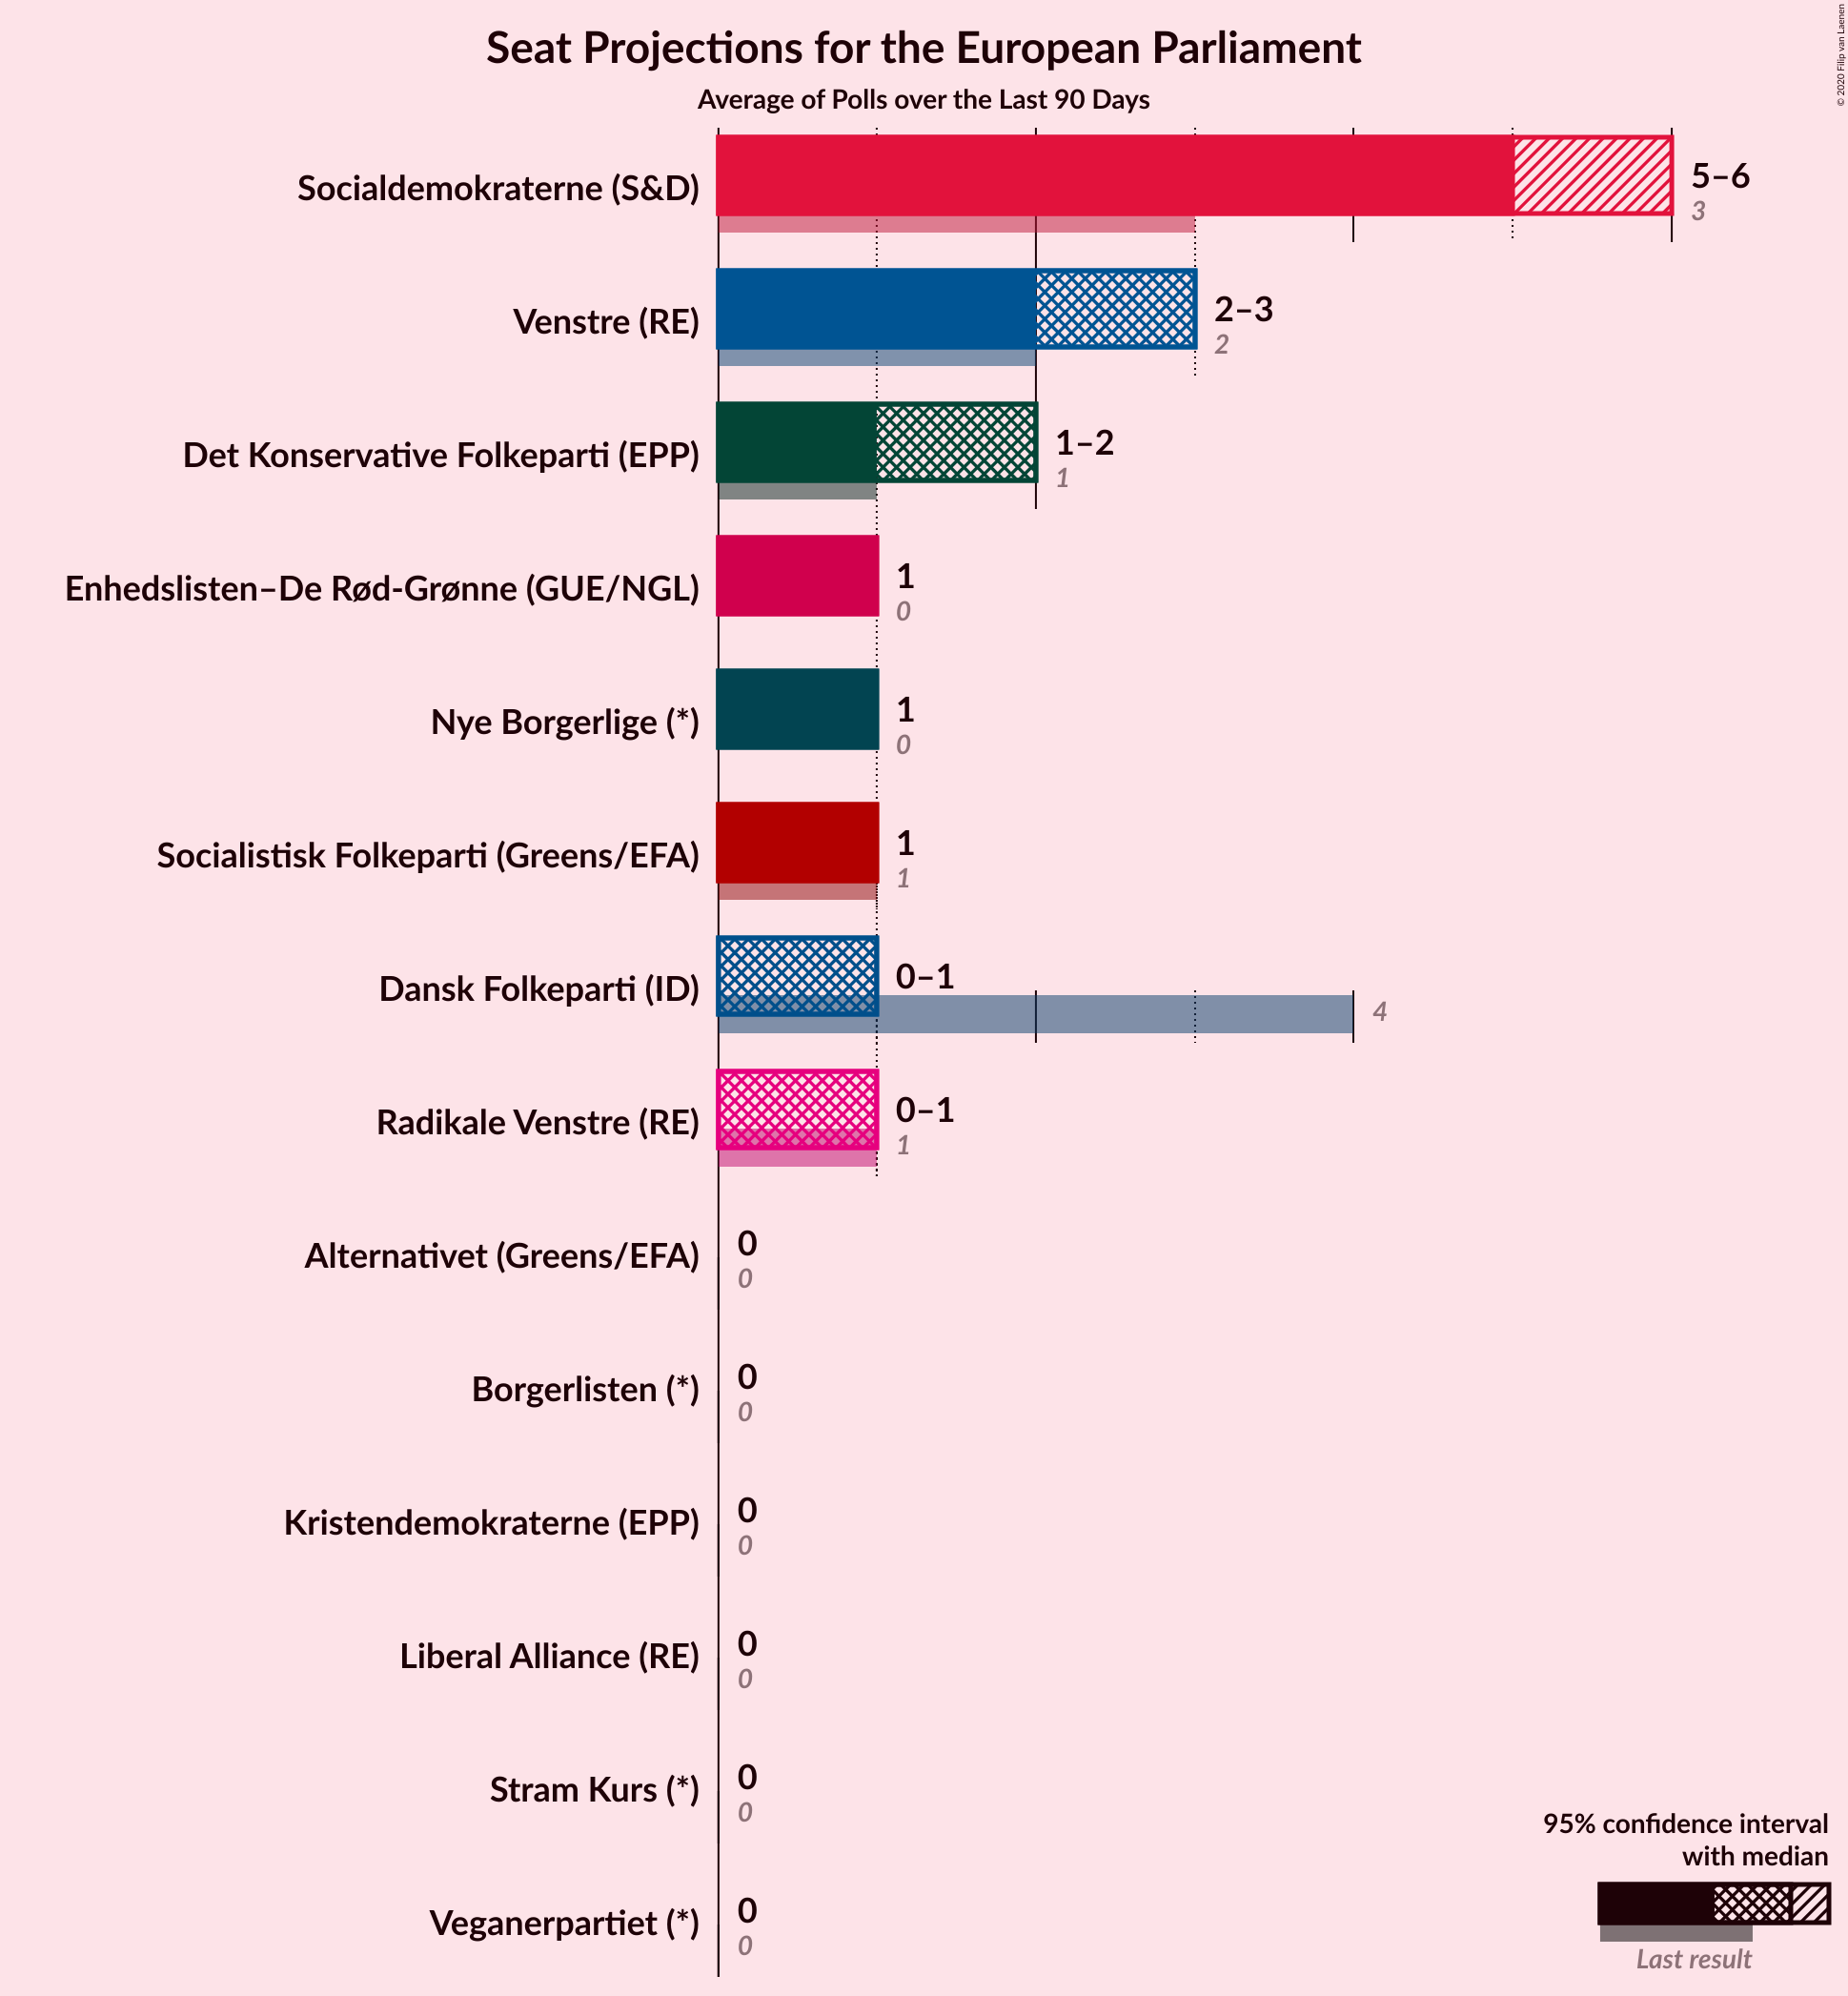 Seat Projections for the European Parliament
Average of Polls over the Last 90 Days
© 2020 Filip van Laenen
Socialdemokraterne (S&D)
5–6
3
Venstre (RE)
2–3
2
Det Konservative Folkeparti (EPP)
1–2
1
Enhedslisten–De Rød-Grønne (GUE/NGL)
1
0
Nye Borgerlige (*)
1
0
Socialistisk Folkeparti (Greens/EFA)
1
1
Dansk Folkeparti (ID)
0–1
4
Radikale Venstre (RE)
0–1
1
Alternativet (Greens/EFA)
0
0
Borgerlisten (*)
0
0
Kristendemokraterne (EPP)
0
0
Liberal Alliance (RE)
0
0
Stram Kurs (*)
0
0
Veganerpartiet (*)
0
0
95% confidence interval
with median
Last result